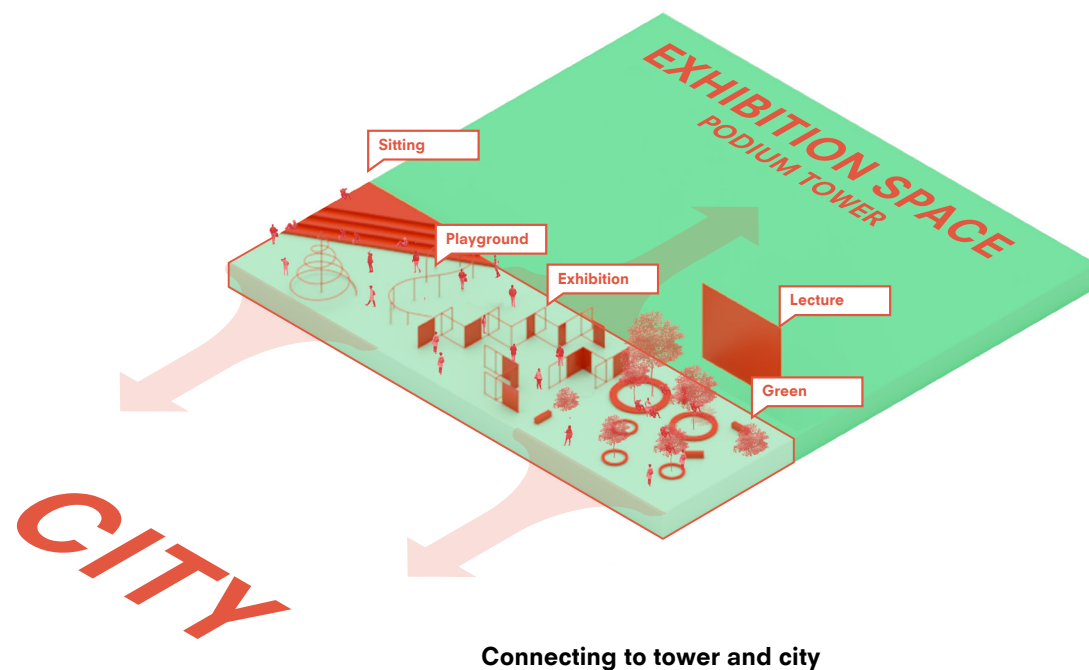 EXHIBITION SPACE
PODIUM TOWER
Sitting
Playground
Exhibition
Lecture
Green
CITY
Connecting to tower and city